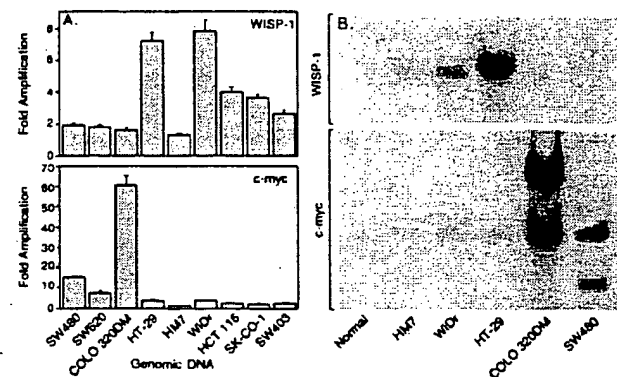 A.
WISP-1
Fold Amplification
8
6
4
2
0
c-myc
Fold Amplification
70
60
50
40
30
20
10
0
SW480
SW620
COLO 320DM
HT-29
HM7
WiDr
HCT 116
SK-CO-1
SW403
Genomic DNA
B.
WISP-1
c-myc
Normal
HM7
WiDr
HT-29
COLO 320DM
SW480